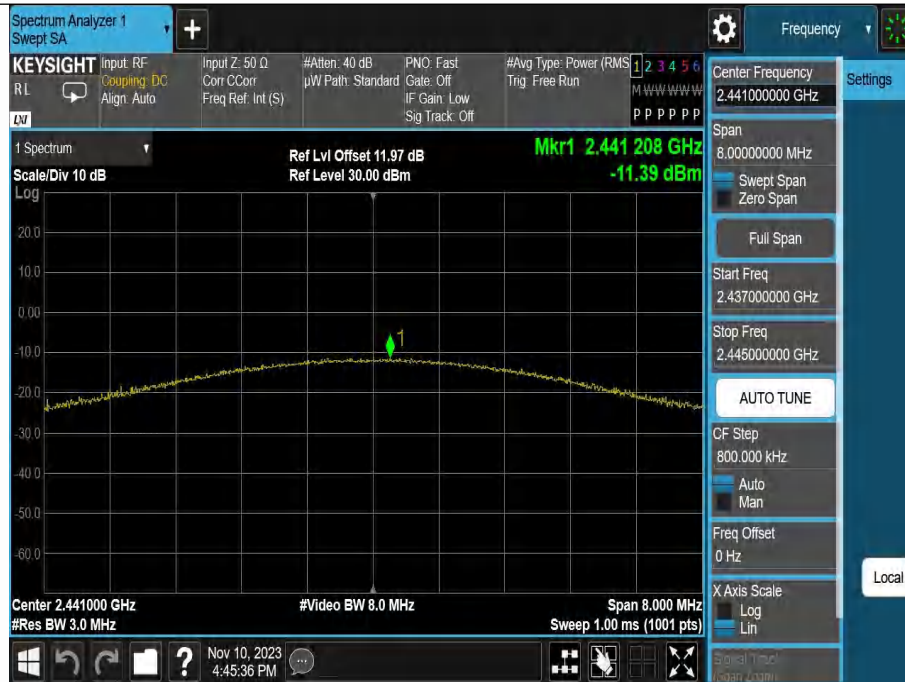 Spectrum Analyzer 1
Swept SA
+
Frequency
KEYSIGHT
RL
LXI
Input: RF
Coupling: DC
Align: Auto
Input Z: 50 Ω
Corr CCorr
Freq Ref: Int (S)
#Atten: 40 dB
µW Path: Standard
PNO: Fast
Gate: Off
IF Gain: Low
Sig Track: Off
#Avg Type: Power (RMS
Trig: Free Run
1 2 3 4 5 6
M W W W W W
P P P P P P
1 Spectrum
Scale/Div 10 dB
Log
Ref Lvl Offset 11.97 dB
Ref Level 30.00 dBm
Mkr1 2.441 208 GHz
-11.39 dBm
20.0
10.0
0.00
-10.0
-20.0
-30.0
-40.0
-50.0
-60.0
1
Center 2.441000 GHz
#Res BW 3.0 MHz
#Video BW 8.0 MHz
Span 8.000 MHz
Sweep 1.00 ms (1001 pts)
Center Frequency
2.441000000 GHz
Settings
Span
8.00000000 MHz
Swept Span
Zero Span
Full Span
Start Freq
2.437000000 GHz
Stop Freq
2.445000000 GHz
AUTO TUNE
CF Step
800.000 kHz
Auto
Man
Freq Offset
0 Hz
Local
X Axis Scale
Log
Lin
Signal Track
(Span Zoom)
?
Nov 10, 2023
4:45:36 PM